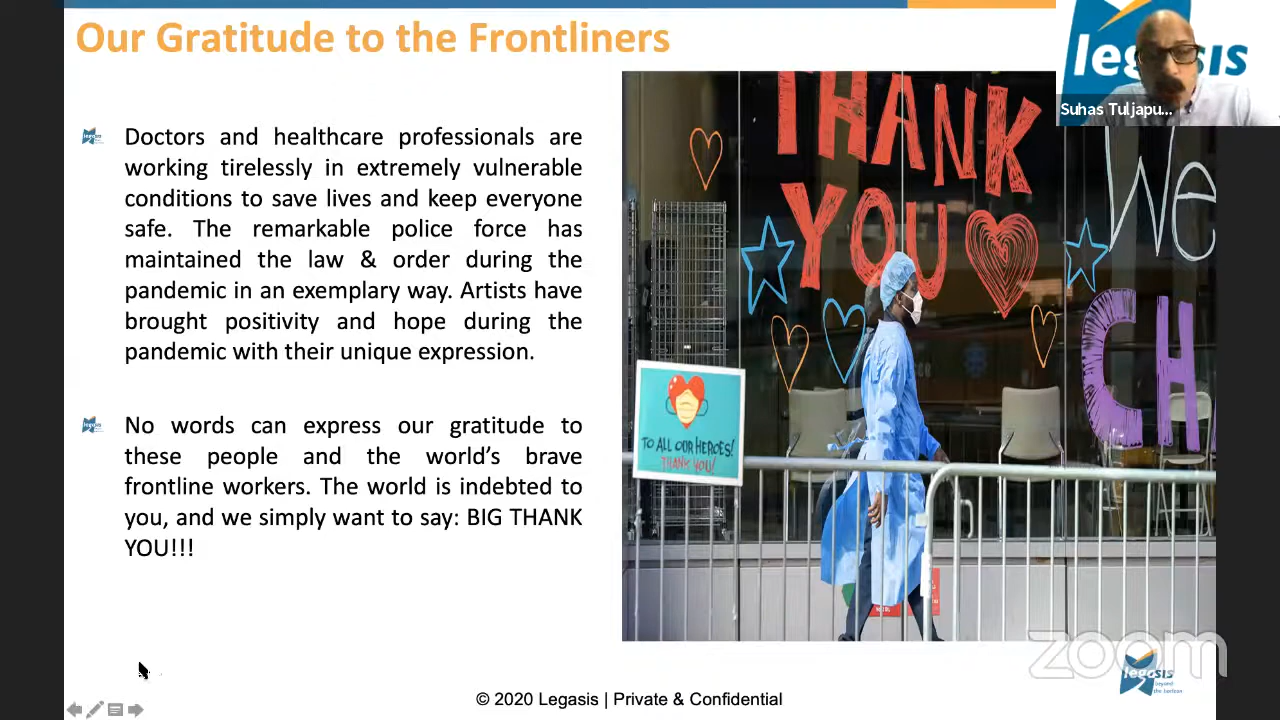 Our Gratitude to the Frontliners
legasis
Suhas Tuljapu...
Doctors and healthcare professionals are
working tirelessly in extremely vulnerable
conditions to save lives and keep everyone
safe. The remarkable police force has
maintained the law & order during the
pandemic in an exemplary way. Artists have
brought positivity and hope during the
pandemic with their unique expression.
No words can express our gratitude to
these people and the world's brave
frontline workers. The world is indebted to
you, and we simply want to say: BIG THANK
YOU!!!
THANK
YOU
We
CH
TO ALL OUR HEROES!
THANK YOU!
zoom
legasis
© 2020 Legasis | Private & Confidential